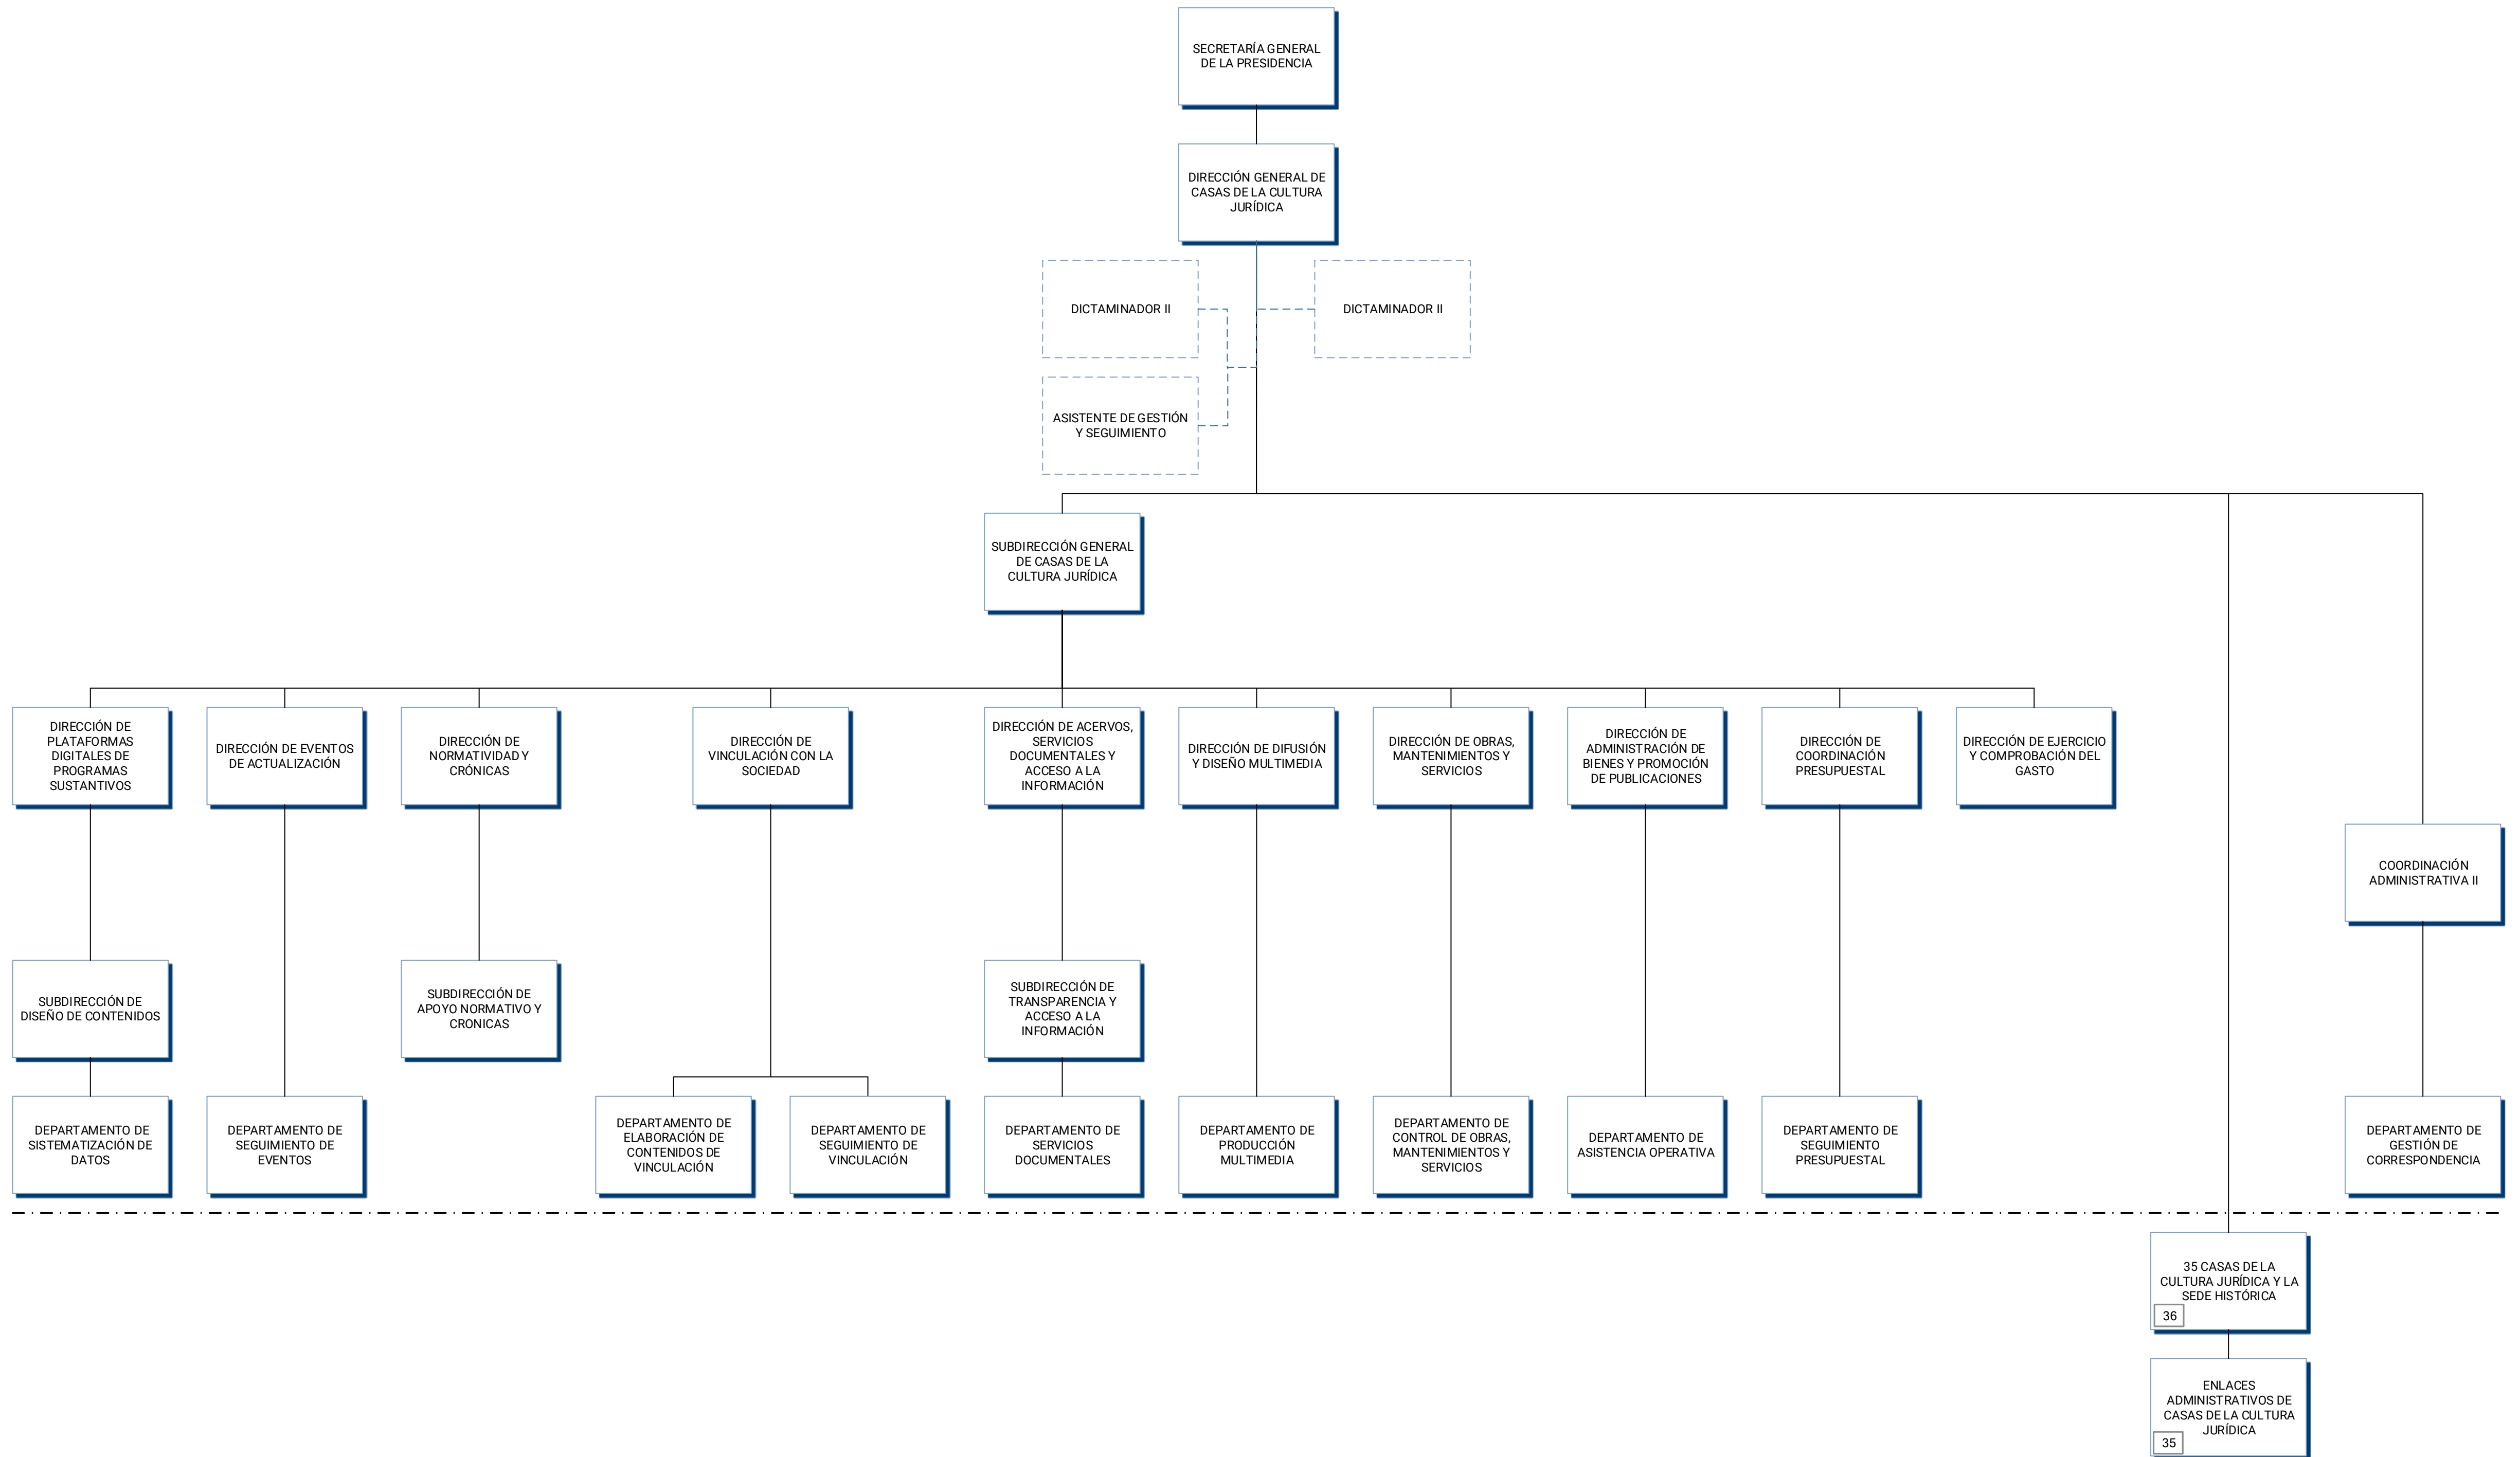 SECRETARÍA GENERAL
DE LA PRESIDENCIA
DIRECCIÓN GENERAL DE
CASAS DE LA CULTURA
JURÍDICA
DICTAMINADOR II
DICTAMINADOR II
ASISTENTE DE GESTIÓN
Y SEGUIMIENTO
SUBDIRECCIÓN GENERAL
DE CASAS DE LA
CULTURA JURÍDICA
DIRECCIÓN DE
PLATAFORMAS
DIGITALES DE
PROGRAMAS
SUSTANTIVOS
DIRECCIÓN DE EVENTOS
DE ACTUALIZACIÓN
DIRECCIÓN DE
NORMATIVIDAD Y
CRÓNICAS
DIRECCIÓN DE
VINCULACIÓN CON LA
SOCIEDAD
DIRECCIÓN DE ACERVOS,
SERVICIOS
DOCUMENTALES Y
ACCESO A LA
INFORMACIÓN
DIRECCIÓN DE DIFUSIÓN
Y DISEÑO MULTIMEDIA
DIRECCIÓN DE OBRAS,
MANTENIMIENTOS Y
SERVICIOS
DIRECCIÓN DE
ADMINISTRACIÓN DE
BIENES Y PROMOCIÓN
DE PUBLICACIONES
DIRECCIÓN DE
COORDINACIÓN
PRESUPUESTAL
DIRECCIÓN DE EJERCICIO
Y COMPROBACIÓN DEL
GASTO
COORDINACIÓN
ADMINISTRATIVA II
SUBDIRECCIÓN DE
DISEÑO DE CONTENIDOS
SUBDIRECCIÓN DE
APOYO NORMATIVO Y
CRONICAS
SUBDIRECCIÓN DE
TRANSPARENCIA Y
ACCESO A LA
INFORMACIÓN
DEPARTAMENTO DE
SISTEMATIZACIÓN DE
DATOS
DEPARTAMENTO DE
SEGUIMIENTO DE
EVENTOS
DEPARTAMENTO DE
ELABORACIÓN DE
CONTENIDOS DE
VINCULACIÓN
DEPARTAMENTO DE
SEGUIMIENTO DE
VINCULACIÓN
DEPARTAMENTO DE
SERVICIOS
DOCUMENTALES
DEPARTAMENTO DE
PRODUCCIÓN
MULTIMEDIA
DEPARTAMENTO DE
CONTROL DE OBRAS,
MANTENIMIENTOS Y
SERVICIOS
DEPARTAMENTO DE
ASISTENCIA OPERATIVA
DEPARTAMENTO DE
SEGUIMIENTO
PRESUPUESTAL
DEPARTAMENTO DE
GESTIÓN DE
CORRESPONDENCIA
35 CASAS DE LA
CULTURA JURÍDICA Y LA
SEDE HISTÓRICA
36
ENLACES
ADMINISTRATIVOS DE
CASAS DE LA CULTURA
JURÍDICA
35